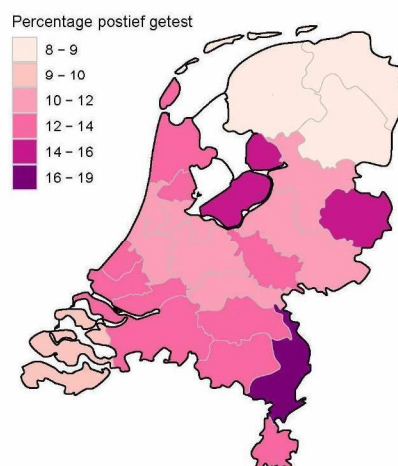 Percentage postief getest
8 – 9
9 – 10
10 – 12
12 – 14
14 – 16
16 – 19